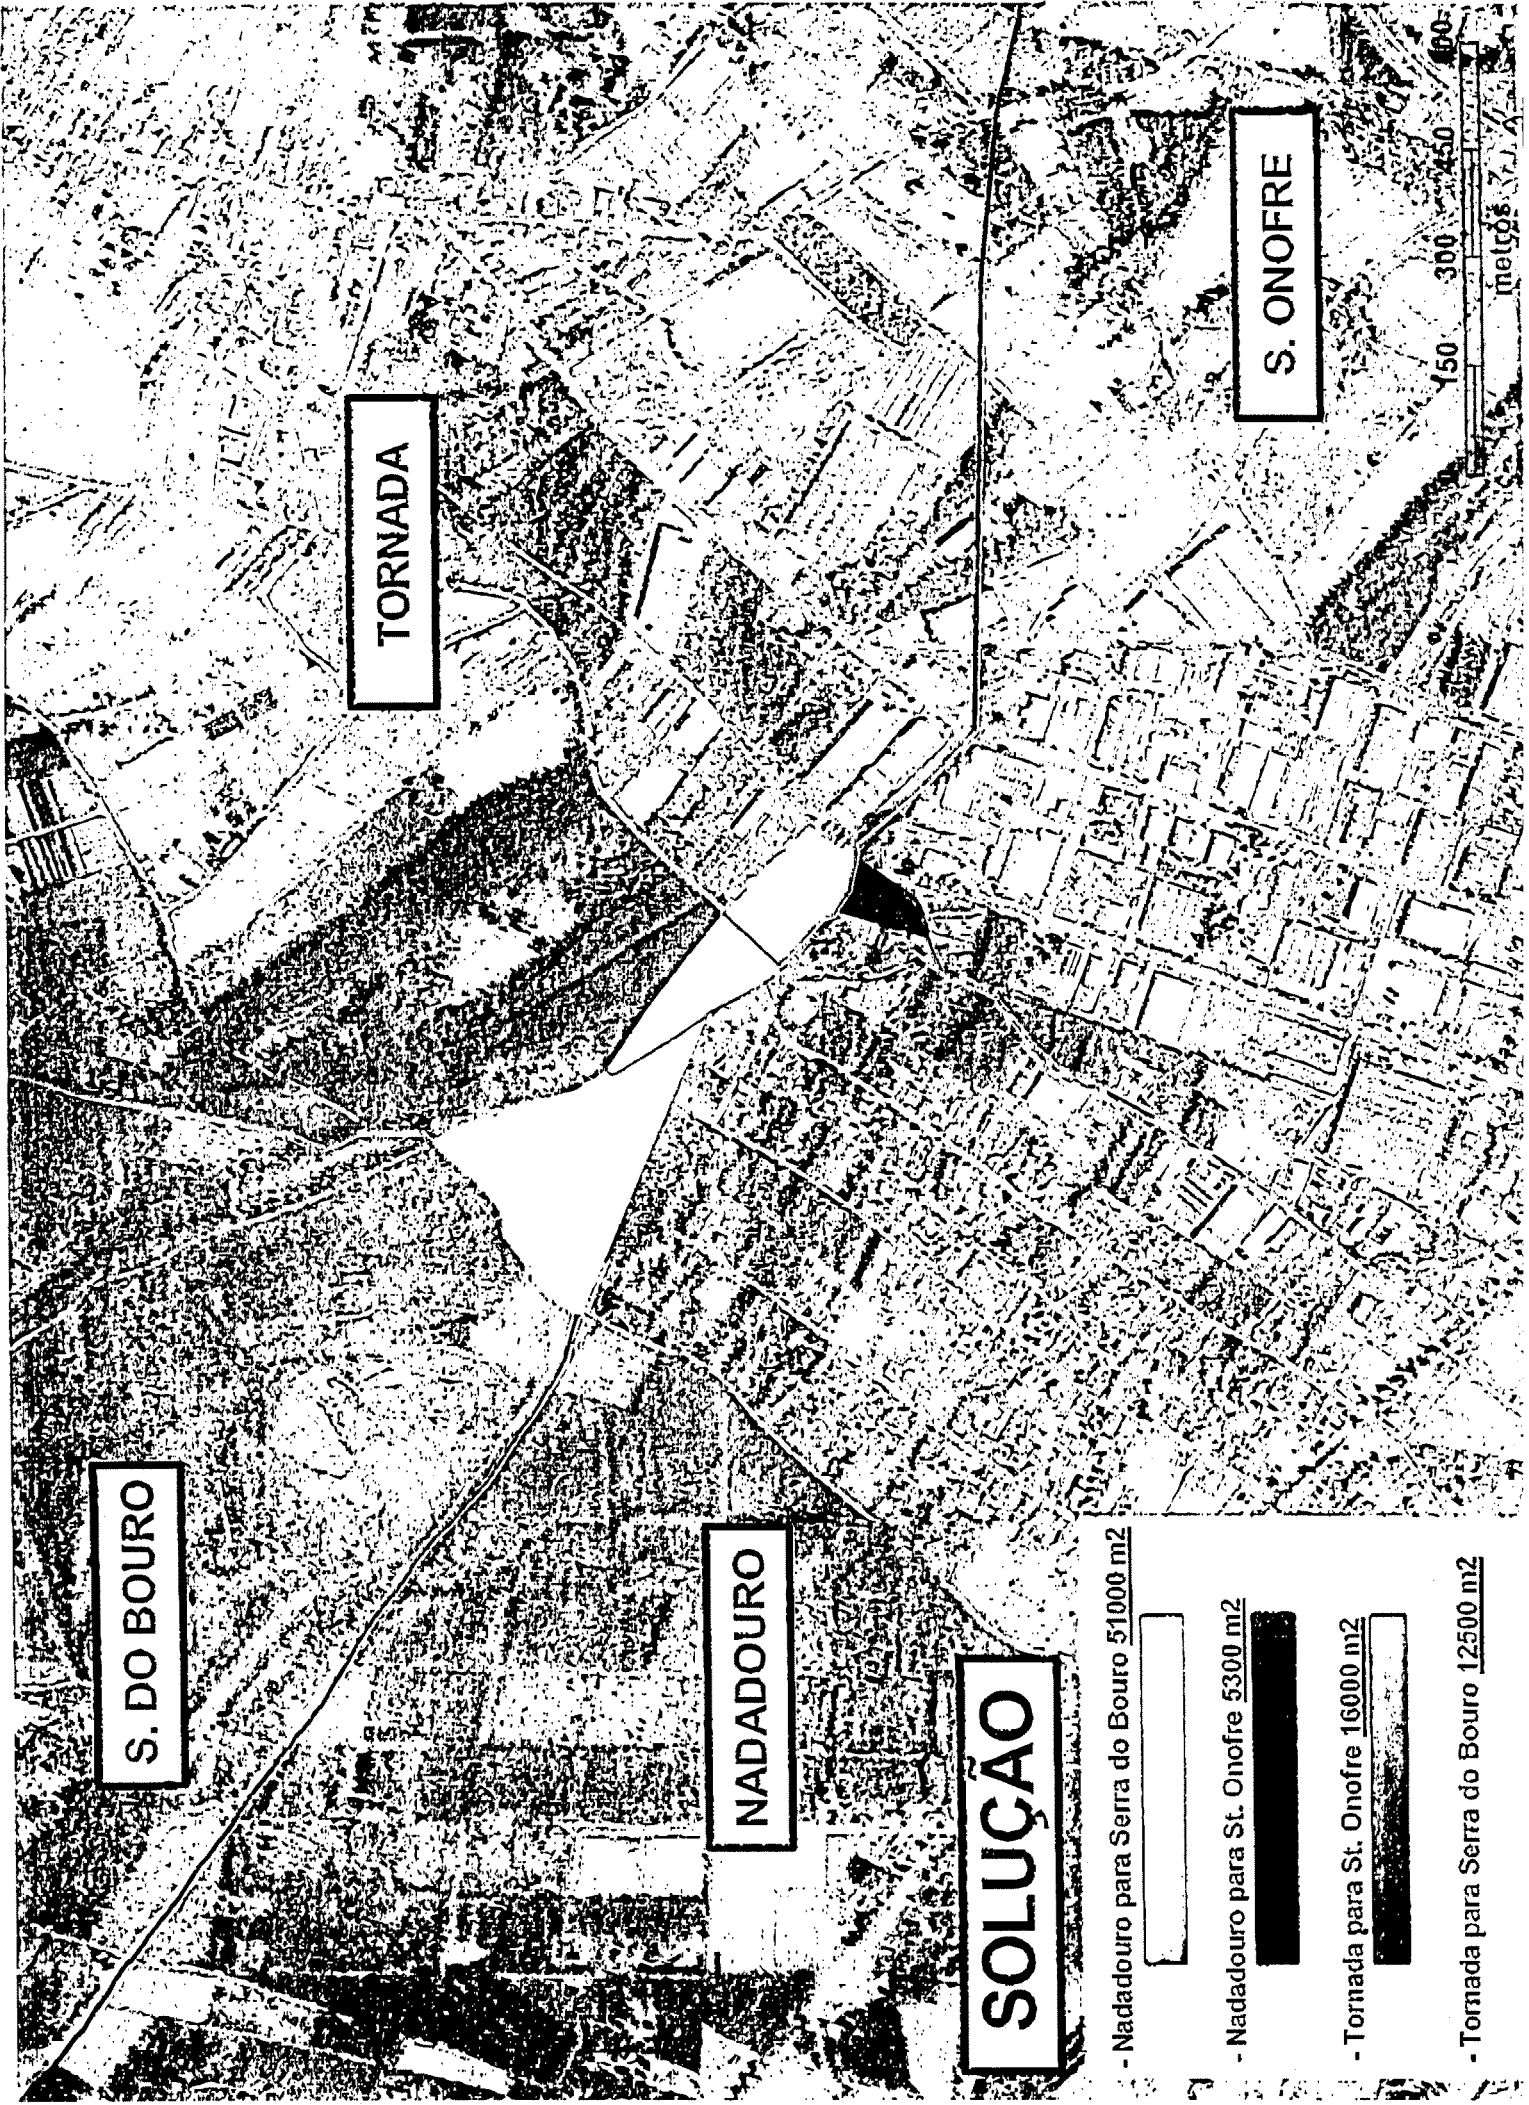 S. DO BOURO
TORNADA
NADADOURO
S. ONOFRE
SOLUÇÃO
- Nadadouro para Serra do Bouro 51000 m2
- Nadadouro para St. Onofre 5300 m2
- Tornada para St. Onofre 16000 m2
- Tornada para Serra do Bouro 12500 m2
150 300 450
metros